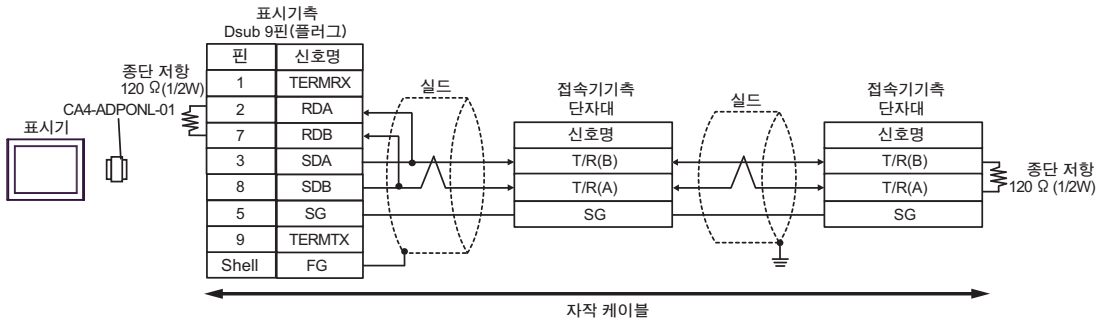 표시기측
Dsub 9핀(플러그)
핀 신호명
1 TERMRX
2 RDA
7 RDB
3 SDA
8 SDB
5 SG
9 TERMTX
Shell FG
종단 저항
120 Ω(1/2W)
CA4-ADPONL-01
표시기
실드
접속기기측
단자대
신호명
T/R(B)
T/R(A)
SG
실드
접속기기측
단자대
신호명
T/R(B)
T/R(A)
SG
종단 저항
120 Ω (1/2W)
자작 케이블